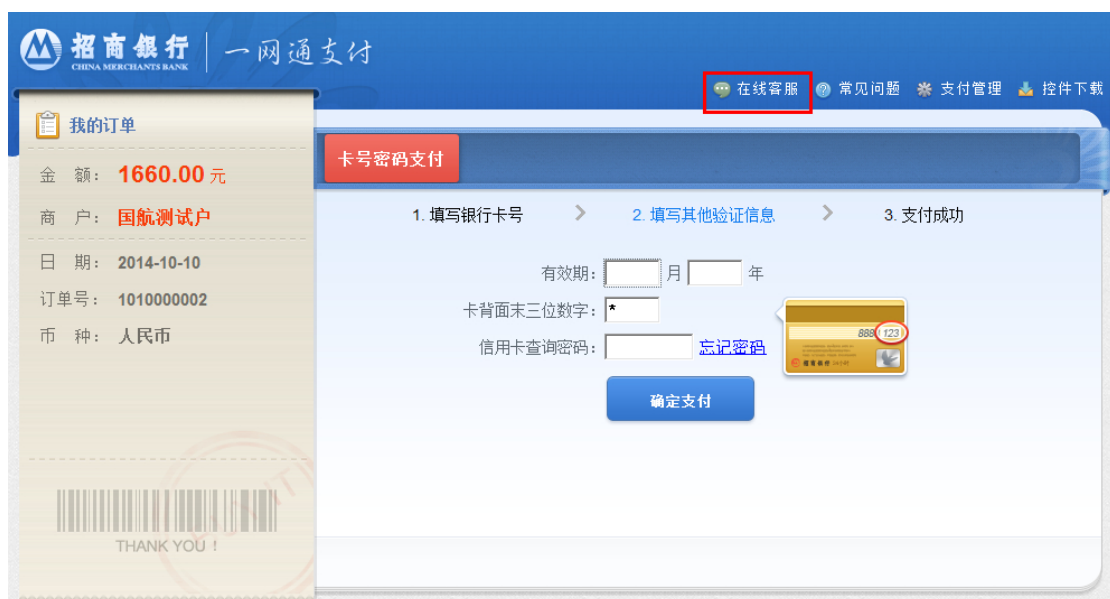 招商銀行 一网通支付
CHINA MERCHANTS BANK
在线客服 常见问题 支付管理 控件下载
我的订单
金 额: 1660.00 元
商 户: 国航测试户
日 期: 2014-10-10
订单号: 1010000002
币 种: 人民币
THANK YOU !
卡号密码支付
1. 填写银行卡号 > 2. 填写其他验证信息 > 3. 支付成功
有效期: 月 年
卡背面末三位数字: *
信用卡查询密码: 忘记密码
888 123
招商銀行
确定支付